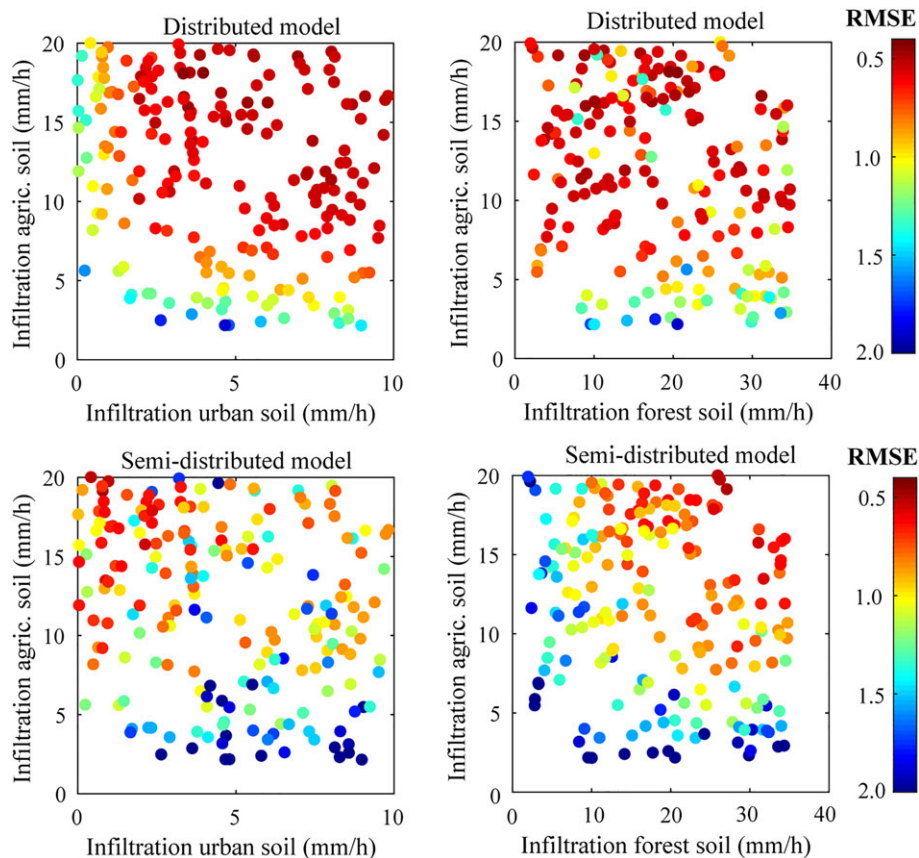 Distributed model
Infiltration agric. soil (mm/h)
20
15
10
5
0
0 5 10
Infiltration urban soil (mm/h)
Distributed model
Infiltration agric. soil (mm/h)
20
15
10
5
0
0 10 20 30 40
Infiltration forest soil (mm/h)
RMSE
0.5
1.0
1.5
2.0
Semi-distributed model
Infiltration agric. soil (mm/h)
20
15
10
5
0
0 5 10
Infiltration urban soil (mm/h)
Semi-distributed model
Infiltration agric. soil (mm/h)
20
15
10
5
0
0 10 20 30 40
Infiltration forest soil (mm/h)
RMSE
0.5
1.0
1.5
2.0